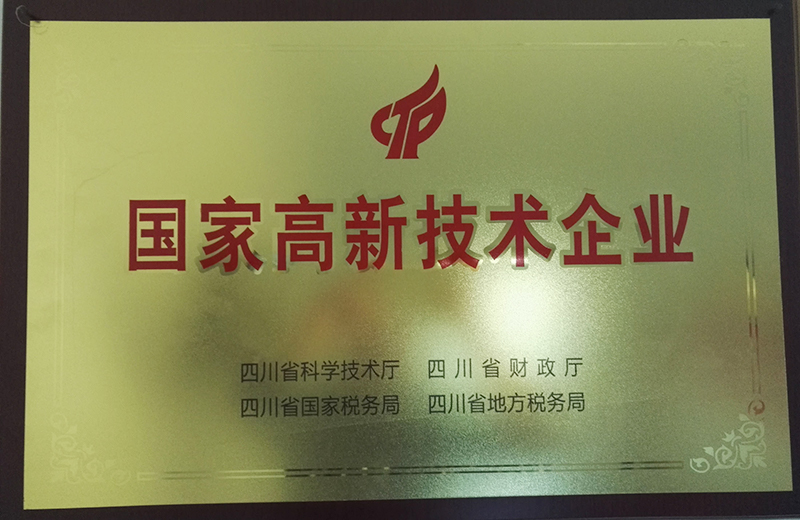 CTP
国家高新技术企业
四川省科学技术厅 四川省财政厅
四川省国家税务局 四川省地方税务局